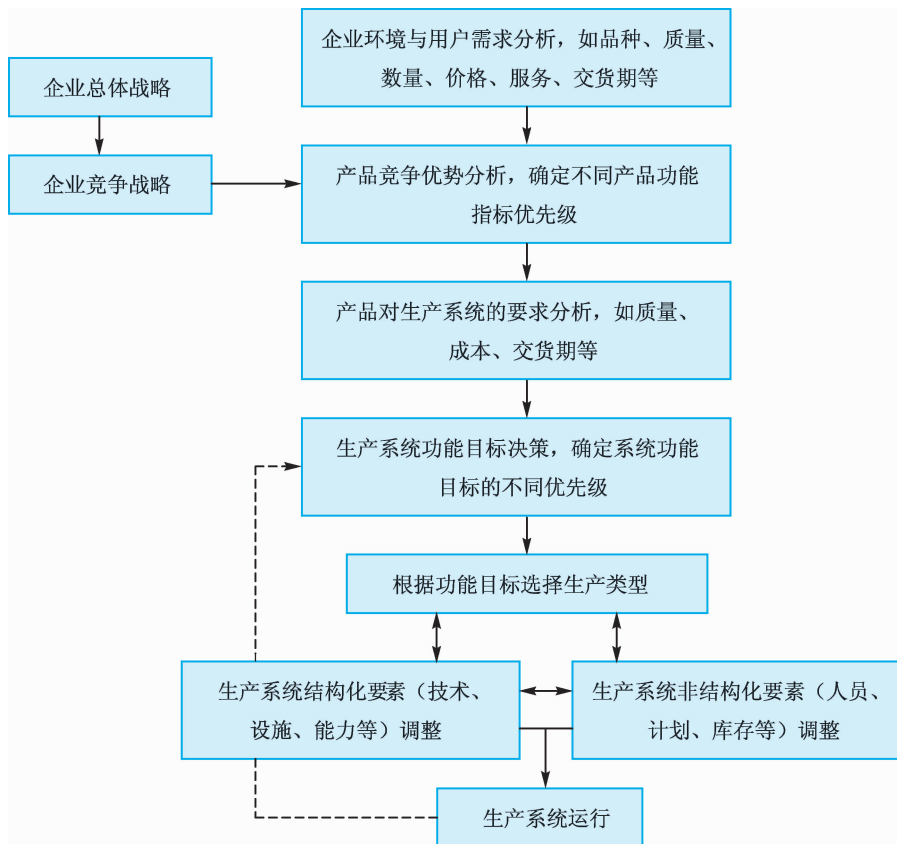 企业环境与用户需求分析，如品种、质量、
数量、价格、服务、交货期等
企业总体战略
企业竞争战略
产品竞争优势分析，确定不同产品功能
指标优先级
产品对生产系统的要求分析，如质量、
成本、交货期等
生产系统功能目标决策，确定系统功能
目标的不同优先级
根据功能目标选择生产类型
生产系统结构化要素（技术、
设施、能力等）调整
生产系统非结构化要素（人员、
计划、库存等）调整
生产系统运行